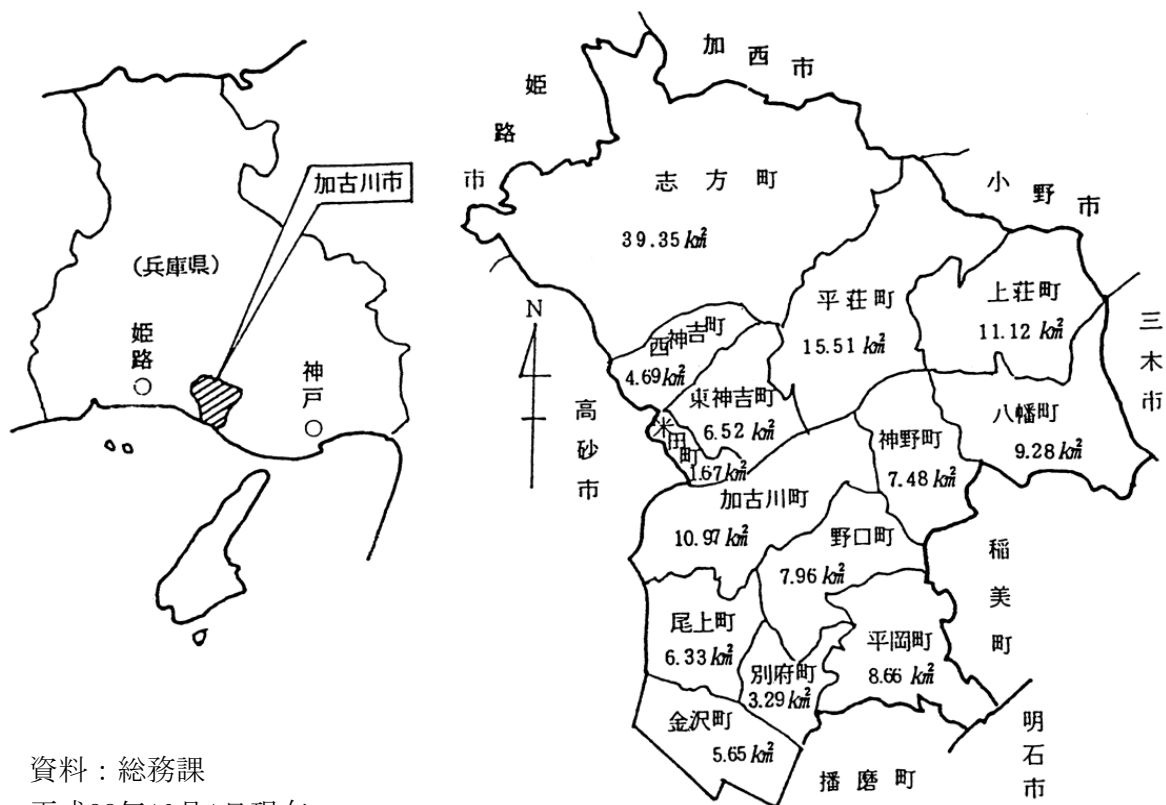 加古川市
(兵庫県)
姫路
神戸
N
姫路市
加西市
小野市
三木市
稲美町
明石市
播磨町
高砂市
志方町
39.35k㎡
平荘町
15.51k㎡
上荘町
11.12k㎡
西神吉町
4.69k㎡
東神吉町
6.52k㎡
米田町
1.67k㎡
八幡町
9.28k㎡
神野町
7.48k㎡
加古川町
10.97k㎡
野口町
7.96k㎡
尾上町
6.33k㎡
別府町
3.29k㎡
平岡町
8.66k㎡
金沢町
5.65k㎡
資料：総務課